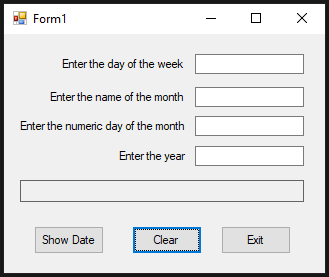 Form1
Enter the day of the week
Enter the name of the month
Enter the numeric day of the month
Enter the year
Show Date Clear Exit